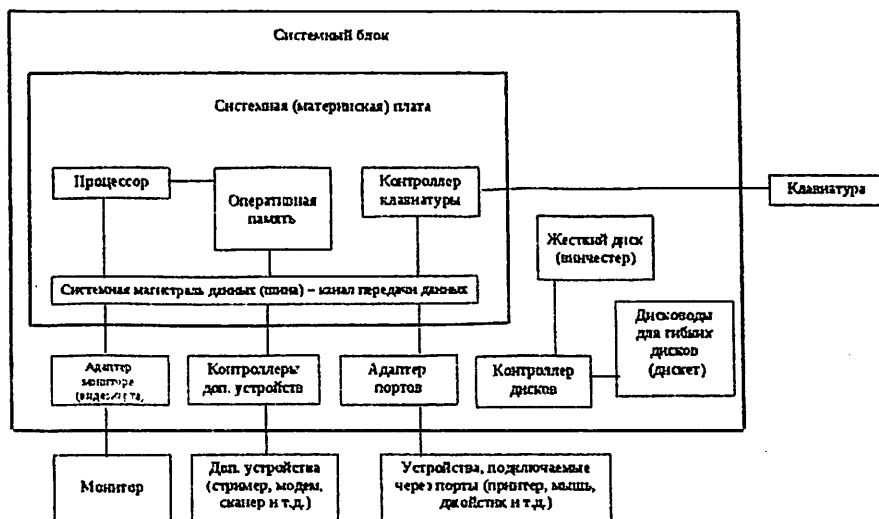 Системный блок
Системная (материнская) плата
Процессор
Оперативная
память
Контроллер
клавиатуры
Клавиатура
Жесткий диск
(винчестер)
Системная магистраль данных (шина) – канал передачи данных
Дисководы
для гибких
дисков
(дискет)
Адаптер
монитора
(видеокарта)
Контроллеры
доп. устройств
Адаптер
портов
Контроллер
дисков
Монитор
Доп. устройства
(стример, модем,
сканер и т.д.)
Устройства, подключаемые
через порты (принтер, мышь,
джойстик и т.д.)